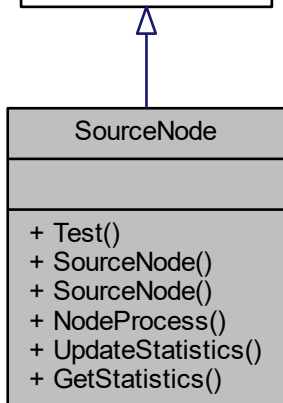 SourceNode
+ Test()
+ SourceNode()
+ SourceNode()
+ NodeProcess()
+ UpdateStatistics()
+ GetStatistics()